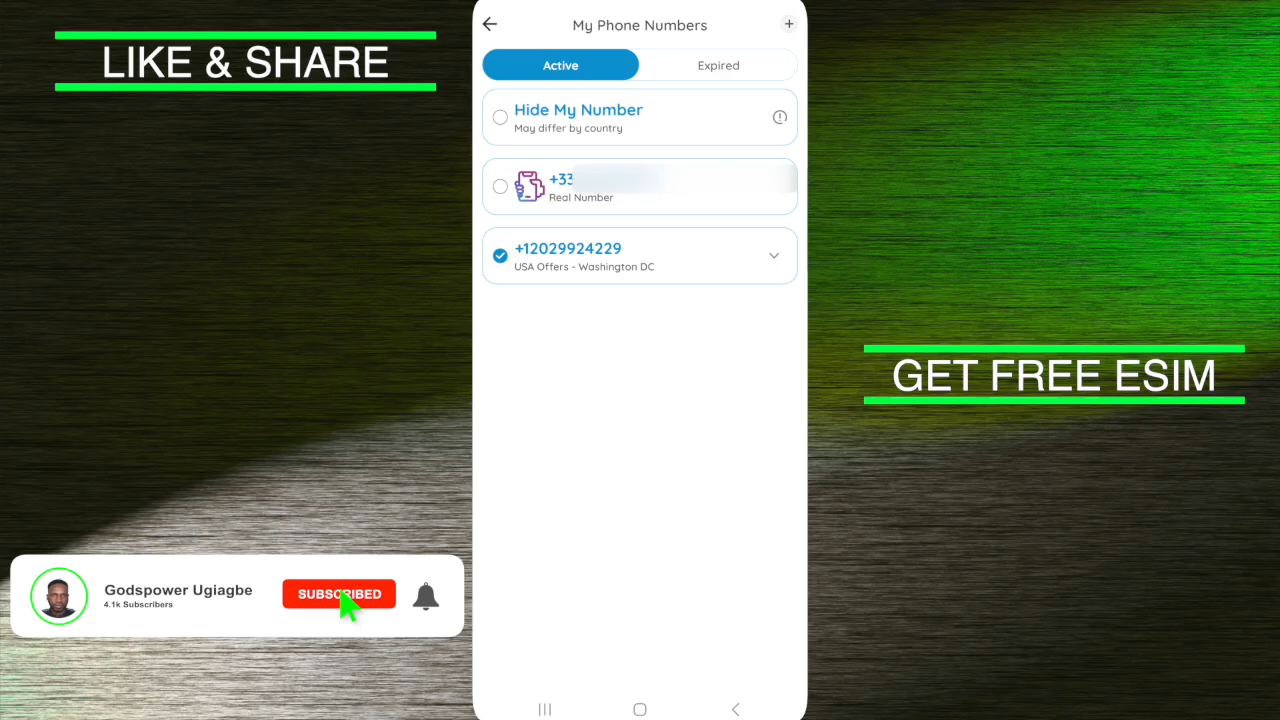 LIKE & SHARE
My Phone Numbers
Active
Expired
Hide My Number
May differ by country
+33
Real Number
+12029924229
USA Offers - Washington DC
GET FREE ESIM
Godspower Ugiagbe
4.1k Subscribers
SUBSCRIBED